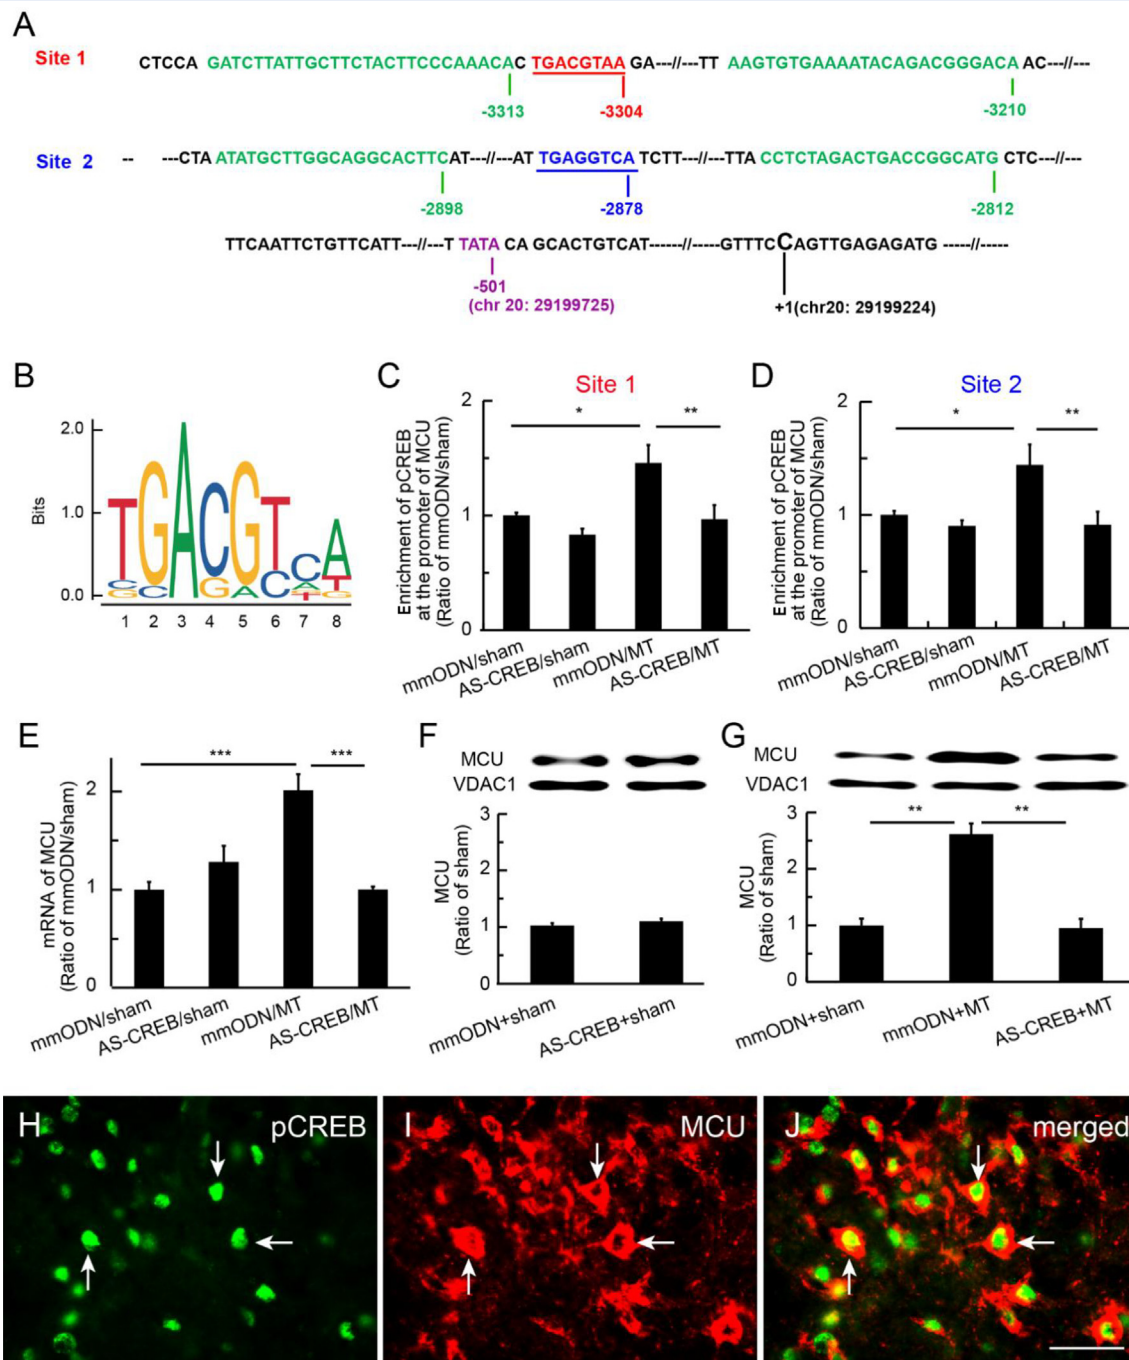 A
Site 1 CTCCA GATCTTATTGCTTCTACTTCCCAAACAC TGACGTAA GA---//---TT AAGTGTGAAAATACAGACGGGACA AC---//---
-3313 -3304 -3210
Site 2 -- ---CTA ATATGCTTGGCAGGCACTTCAT---//---AT TGAGGTCA TCTT---//---TTA CCTCTAGACTGACCGGCATG CTC---//---
-2898 -2878 -2812
TTCAATTCTGTTCATT---//---T TATA CA GCACTGTCAT------//-----GTTTCCAGTTGAGAGATG -----//-----
-501
(chr 20: 29199725) +1(chr20: 29199224)
B
Bits
2.0
1.0
0.0
TGACGTCA
1 2 3 4 5 6 7 8
C
Site 1
Enrichment of pCREB
at the promoter of MCU
(Ratio of mmODN/sham)
2
1
0
* **
mmODN/sham
AS-CREB/sham
mmODN/MT
AS-CREB/MT
D
Site 2
Enrichment of pCREB
at the promoter of MCU
(Ratio of mmODN/sham)
2
1
0
* **
mmODN/sham
AS-CREB/sham
mmODN/MT
AS-CREB/MT
E
mRNA of MCU
(Ratio of mmODN/sham)
2
1
0
*** ***
mmODN/sham
AS-CREB/sham
mmODN/MT
AS-CREB/MT
F
MCU
VDAC1
MCU
(Ratio of sham)
3
2
1
0
mmODN+sham
AS-CREB+sham
G
MCU
VDAC1
MCU
(Ratio of sham)
3
2
1
0
** **
mmODN+sham
mmODN+MT
AS-CREB+MT
H pCREB
I MCU
J merged